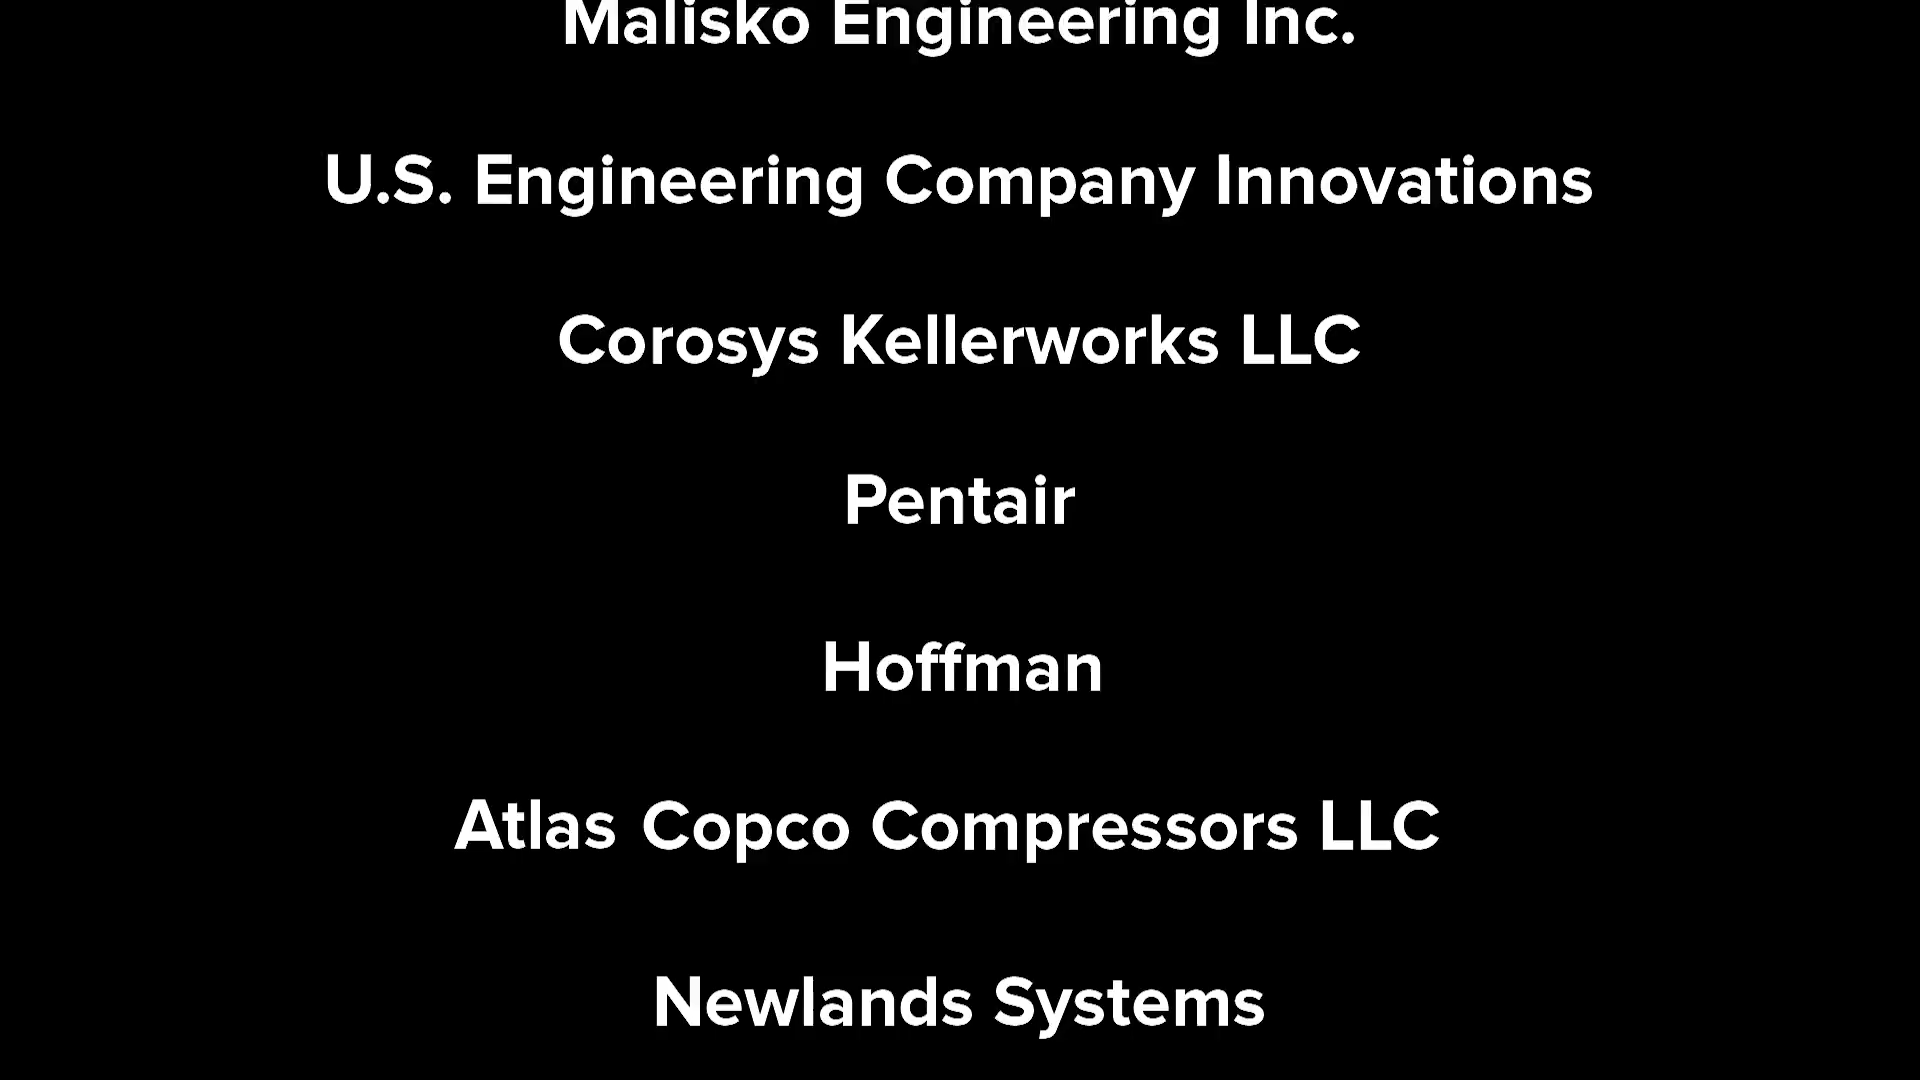 Malisko Engineering Inc.
U.S. Engineering Company Innovations
Corosys Kellerworks LLC
Pentair
Hoffman
Atlas Copco Compressors LLC
Newlands Systems